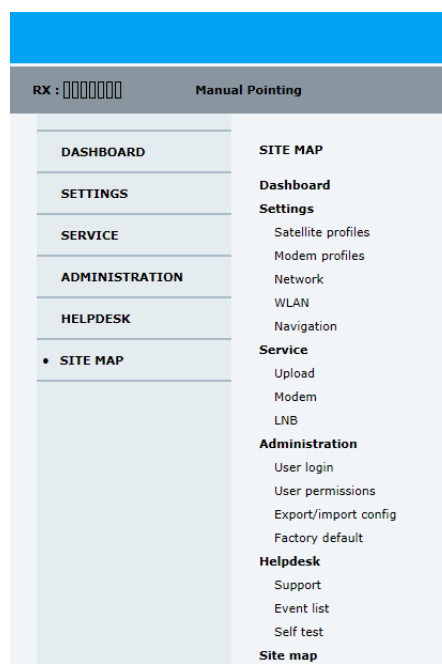 RX : ▯▯▯▯▯▯▯ Manual Pointing
DASHBOARD
SETTINGS
SERVICE
ADMINISTRATION
HELPDESK
• SITE MAP
SITE MAP
Dashboard
Settings
Satellite profiles
Modem profiles
Network
WLAN
Navigation
Service
Upload
Modem
LNB
Administration
User login
User permissions
Export/import config
Factory default
Helpdesk
Support
Event list
Self test
Site map